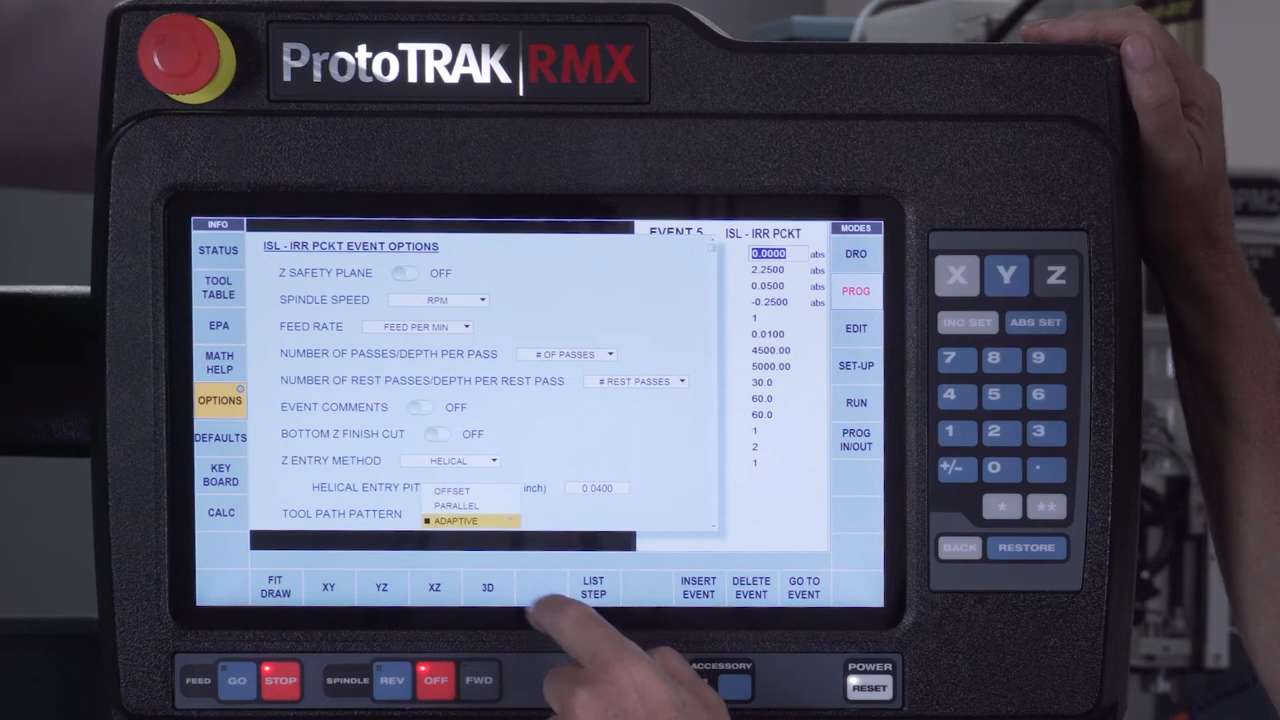 ProtoTRAK RMX
INFO
STATUS
TOOL
TABLE
EPA
MATH
HELP
OPTIONS
DEFAULTS
KEY
BOARD
CALC
ISL - IRR PCKT EVENT OPTIONS
Z SAFETY PLANE OFF
SPINDLE SPEED RPM
FEED RATE FEED PER MIN
NUMBER OF PASSES/DEPTH PER PASS # OF PASSES
NUMBER OF REST PASSES/DEPTH PER REST PASS # REST PASSES
EVENT COMMENTS OFF
BOTTOM Z FINISH CUT OFF
Z ENTRY METHOD HELICAL
HELICAL ENTRY inch) 0.0400
TOOL PATH PATTERN
OFFSET
PARALLEL
ADAPTIVE
EVENT 5 ISL - IRR PCKT
0.0000 abs
2.2500 abs
0.0500 abs
-0.2500 abs
1
0.0100
4500.00
5000.00
30.0
60.0
60.0
1
2
1
MODES
DRO
PROG
EDIT
SET-UP
RUN
PROG
IN/OUT
FIT
DRAW
XY
YZ
XZ
3D
LIST
STEP
INSERT
EVENT
DELETE
EVENT
GO TO
EVENT
X Y Z
INC SET ABS SET
7 8 9
4 5 6
1 2 3
+/- 0 .
* **
BACK RESTORE
FEED GO STOP
SPINDLE REV OFF FWD
ACCESSORY
POWER
RESET